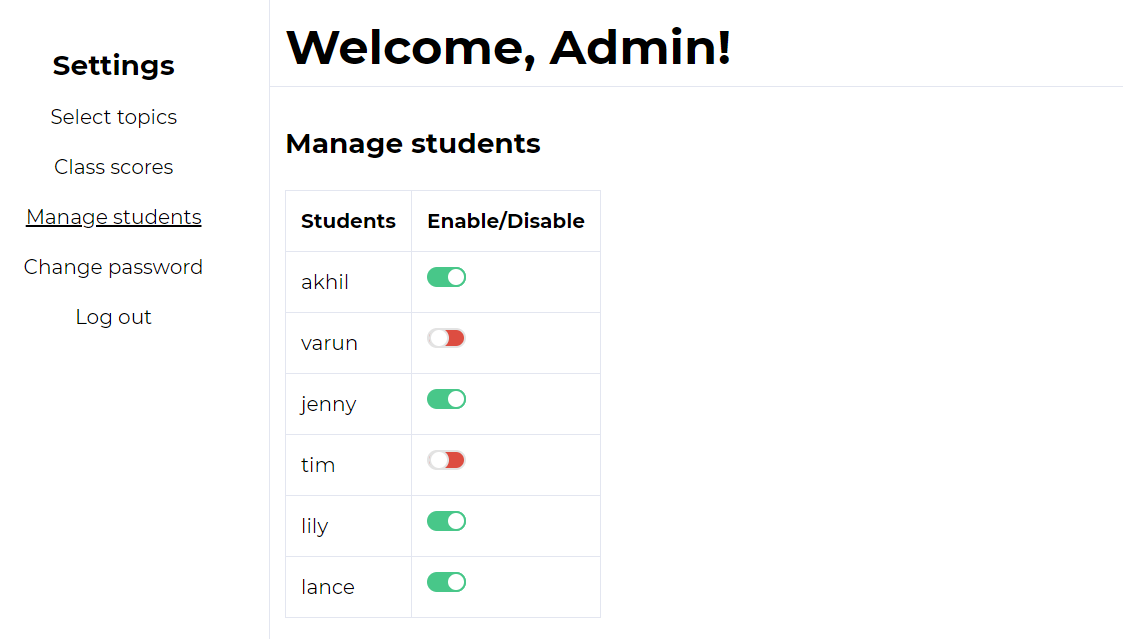 Settings
Select topics
Class scores
Manage students
Change password
Log out
Welcome, Admin!
Manage students
Students Enable/Disable
akhil
varun
jenny
tim
lily
lance